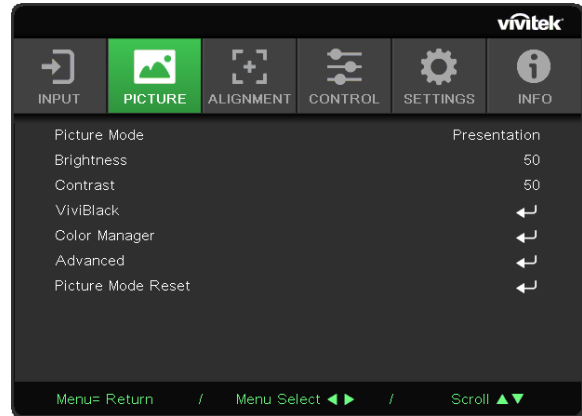 vivitek
INPUT PICTURE ALIGNMENT CONTROL SETTINGS INFO
Picture Mode Presentation
Brightness 50
Contrast 50
ViviBlack
Color Manager
Advanced
Picture Mode Reset
Menu= Return / Menu Select ◀ ▶ / Scroll ▲▼